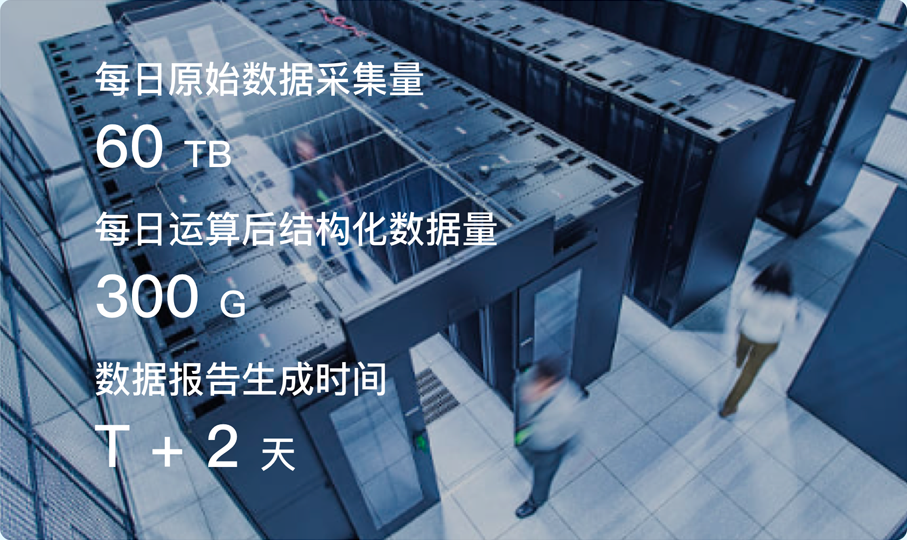 每日原始数据采集量
60 TB
每日运算后结构化数据量
300 G
数据报告生成时间
T + 2 天